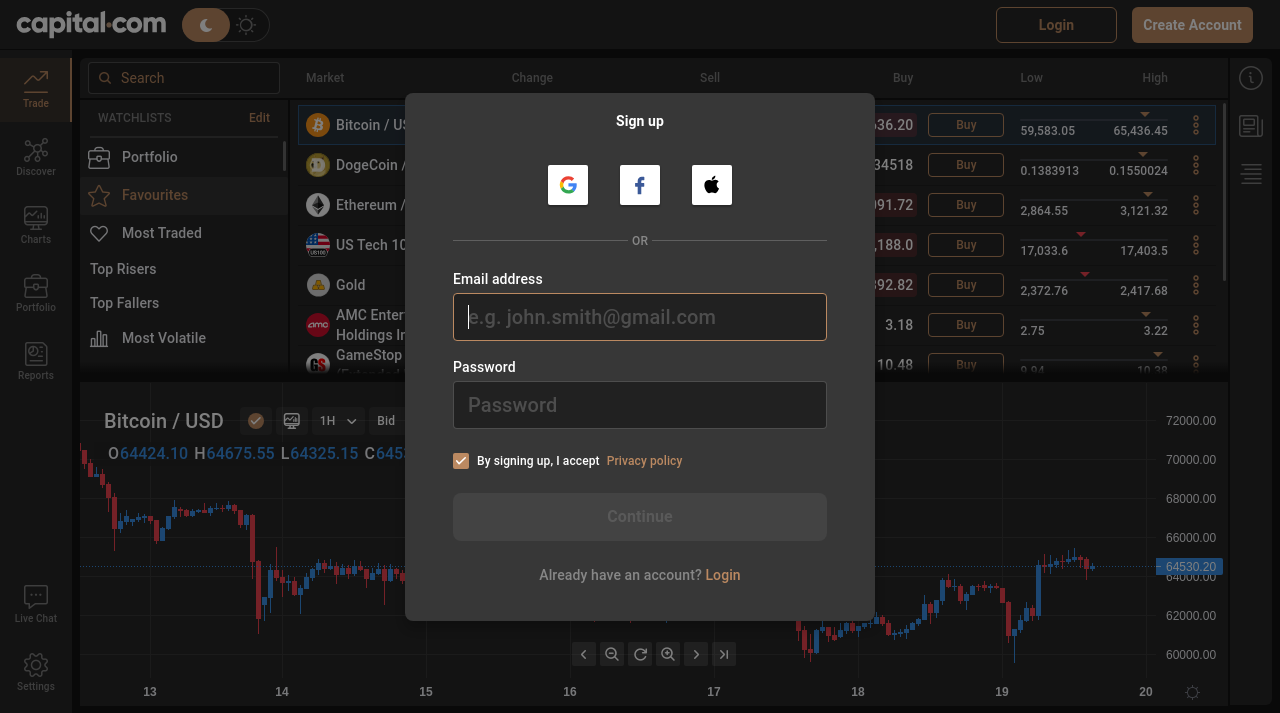 capital.com
Login
Create Account
Search
Market
Change
Sell
Buy
Low
High
Trade
Discover
Charts
Portfolio
Reports
Live Chat
Settings
WATCHLISTS
Edit
Portfolio
Favourites
Most Traded
Top Risers
Top Fallers
Most Volatile
Bitcoin / US
36.20
Buy
59,583.05
65,436.45
DogeCoin /
34518
Buy
0.1383913
0.1550024
Ethereum /
091.72
Buy
2,864.55
3,121.32
US Tech 10
,188.0
Buy
17,033.6
17,403.5
Gold
392.82
Buy
2,372.76
2,417.68
AMC Enter
Holdings In
3.18
Buy
2.75
3.22
GameStop
10.48
Buy
9.94
10.38
Sign up
OR
Email address
e.g. john.smith@gmail.com
Password
Password
By signing up, I accept Privacy policy
Continue
Already have an account? Login
Bitcoin / USD
1H
Bid
O64424.10 H64675.55 L64325.15 C645
72000.00
70000.00
68000.00
66000.00
64530.20
64000.00
62000.00
60000.00
13
14
15
16
17
18
19
20